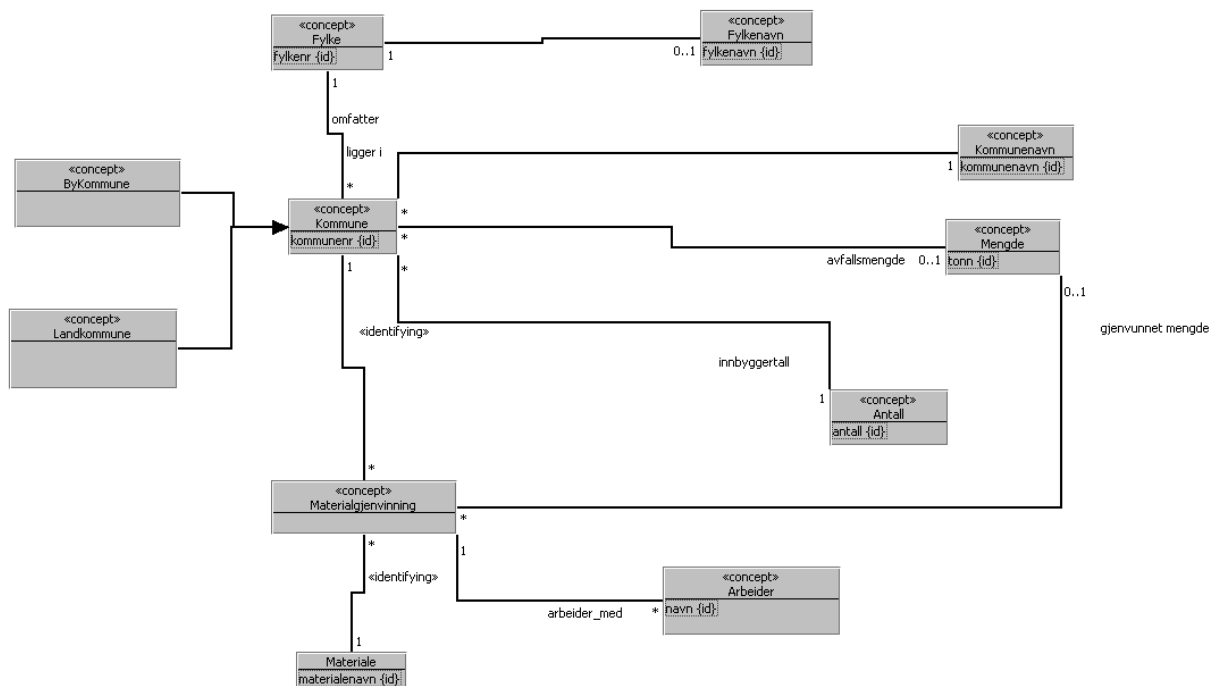 «concept»
Fylke
fylkenr {id}
1
«concept»
Fylkenavn
fylkenavn {id}
0..1
1
omfatter
ligger i
*
«concept»
Kommunenavn
kommunenavn {id}
1
«concept»
ByKommune
«concept»
Kommune
kommunenr {id}
*
*
*
1
«concept»
Mengde
tonn {id}
avfallsmengde
0..1
0..1
«concept»
Landkommune
«identifying»
gjenvunnet mengde
innbyggertall
1
«concept»
Antall
antall {id}
*
«concept»
Materialgjenvinning
*
*
1
«identifying»
«concept»
Arbeider
navn {id}
arbeider_med
*
1
Materiale
materialenavn {id}